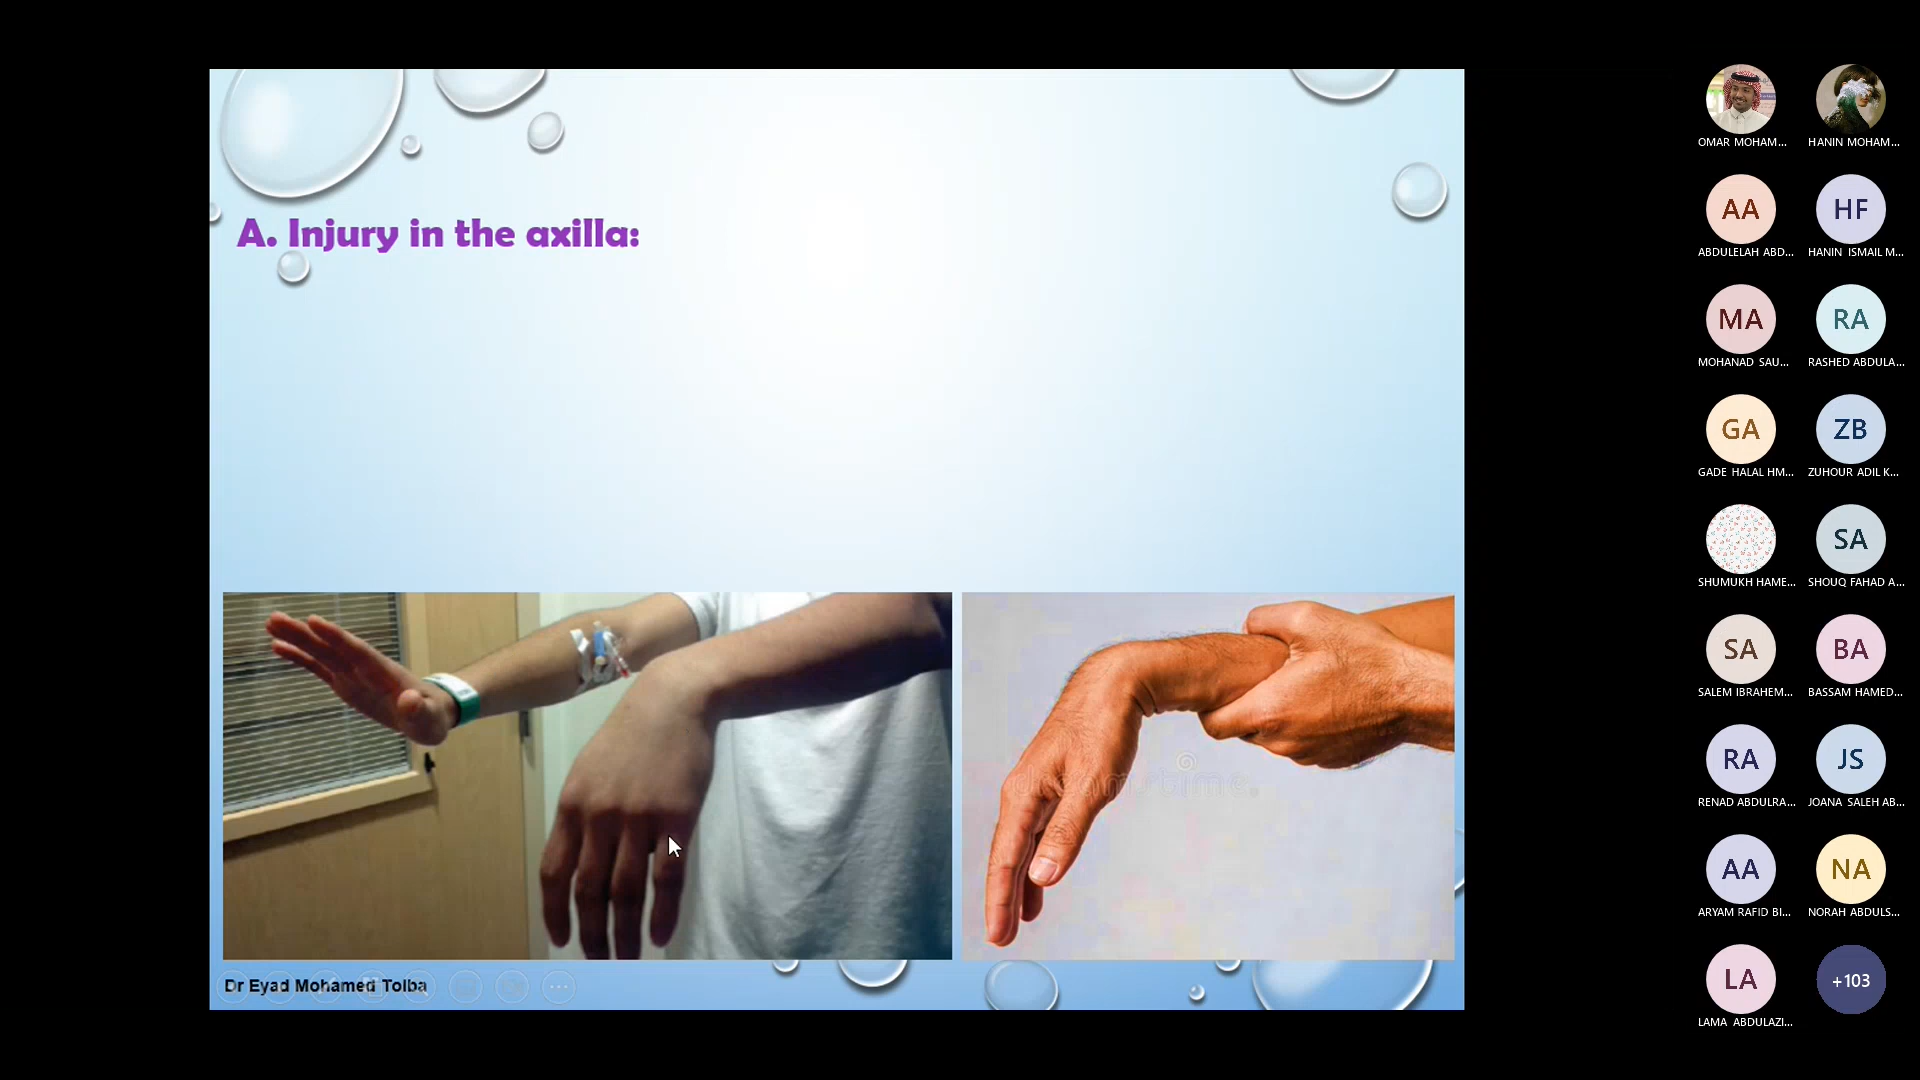 A. Injury in the axilla:
dreamstime
Dr Eyad Mohamed Tolba
OMAR MOHAM...
HANIN MOHAM...
AA
HF
ABDULELAH ABD...
HANIN ISMAIL M...
MA
RA
MOHANAD SAU...
RASHED ABDULA...
GA
ZB
GADE HALAL HM...
ZUHOUR ADIL K...
SA
SHUMUKH HAME...
SHOUQ FAHAD A...
SA
BA
SALEM IBRAHEM...
BASSAM HAMED...
RA
JS
RENAD ABDULRA...
JOANA SALEH AB...
AA
NA
ARYAM RAFID BI...
NORAH ABDULS...
LA
+103
LAMA ABDULAZI...